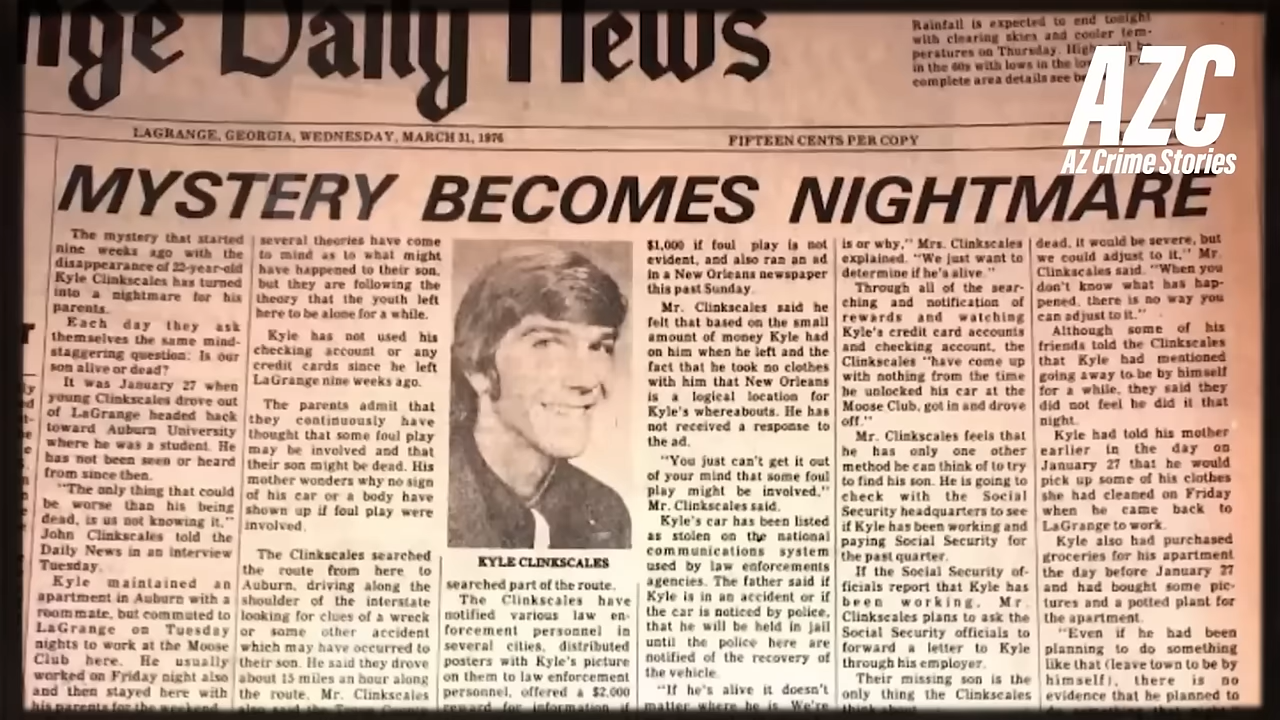 nge Daily News
Rainfall is expected to end tonight
with clearing skies and cooler tem-
peratures on Thursday.
in the 60s with lows in the
complete area details see
AZC
AZ Crime Stories
LAGRANGE, GEORGIA, WEDNESDAY, MARCH 31, 1976
FIFTEEN CENTS PER COPY
MYSTERY BECOMES NIGHTMARE
The mystery that started
nine weeks ago with the
disappearance of 22-year-old
Kyle Clinkscales has turned
into a nightmare for his
parents.
Each day they ask
themselves the same mind-
staggering question: Is our
son alive or dead?
It was January 27 when
young Clinkscales drove out
of LaGrange headed back
toward Auburn University
where he was a student. He
has not been seen or heard
from since then.
"The only thing that could
be worse than his being
dead, is us not knowing it,"
John Clinkscales told the
Daily News in an interview
Tuesday.
Kyle maintained an
apartment in Auburn with a
roommate, but commuted to
LaGrange on Tuesday
nights to work at the Moose
Club here. He usually
worked on Friday night also
and then stayed here with
his parents for the weekend.
several theories have come
to mind as to what might
have happened to their son,
but they are following the
theory that the youth left
here to be alone for a while.
Kyle has not used his
checking account or any
credit cards since he left
LaGrange nine weeks ago.
The parents admit that
they continuously have
thought that some foul play
may be involved and that
their son might be dead. His
mother wonders why no sign
of his car or a body have
shown up if foul play were
involved.
The Clinkscales searched
the route from here to
Auburn, driving along the
shoulder of the interstate
looking for clues of a wreck
or some other accident
which may have occurred to
their son. He said they drove
about 15 miles an hour along
the route. Mr. Clinkscales
KYLE CLINKSCALES
searched part of the route.
The Clinkscales have
notified various law en-
forcement personnel in
several cities, distributed
posters with Kyle's picture
on them to law enforcement
personnel, offered a $2,000
reward for information if
$1,000 if foul play is not
evident, and also ran an ad
in a New Orleans newspaper
this past Sunday.
Mr. Clinkscales said he
felt that based on the small
amount of money Kyle had
on him when he left and the
fact that he took no clothes
with him that New Orleans
is a logical location for
Kyle's whereabouts. He has
not received a response to
the ad.
"You just can't get it out
of your mind that some foul
play might be involved,"
Mr. Clinkscales said.
Kyle's car has been listed
as stolen on the national
communications system
used by law enforcements
agencies. The father said if
Kyle is in an accident or if
the car is noticed by police,
that he will be held in jail
until the police here are
notified of the recovery of
the vehicle.
"If he's alive it doesn't
matter where he is. We're
is or why," Mrs. Clinkscales
explained. "We just want to
determine if he's alive."
Through all of the sear-
ching and notification of
rewards and watching
Kyle's credit card accounts
and checking account, the
Clinkscales "have come up
with nothing from the time
he unlocked his car at the
Moose Club, got in and drove
off."
Mr. Clinkscales feels that
he has only one other
method he can think of to try
to find his son. He is going to
check with the Social
Security headquarters to see
if Kyle has been working and
paying Social Security for
the past quarter.
If the Social Security of-
ficials report that Kyle has
been working, Mr.
Clinkscales plans to ask the
Social Security officials to
forward a letter to Kyle
through his employer.
Their missing son is the
only thing the Clinkscales
think about.
dead, it would be severe, but
we could adjust to it," Mr.
Clinkscales said. "When you
don't know what has hap-
pened, there is no way you
can adjust to it."
Although some of his
friends told the Clinkscales
that Kyle had mentioned
going away to be by himself
for a while, they said they
did not feel he did it that
night.
Kyle had told his mother
earlier in the day on
January 27 that he would
pick up some of his clothes
she had cleaned on Friday
when he came back to
LaGrange to work.
Kyle also had purchased
groceries for his apartment
the day before January 27
and had bought some pic-
tures and a potted plant for
the apartment.
"Even if he had been
planning to do something
like that (leave town to be by
himself), there is no
evidence that he planned to